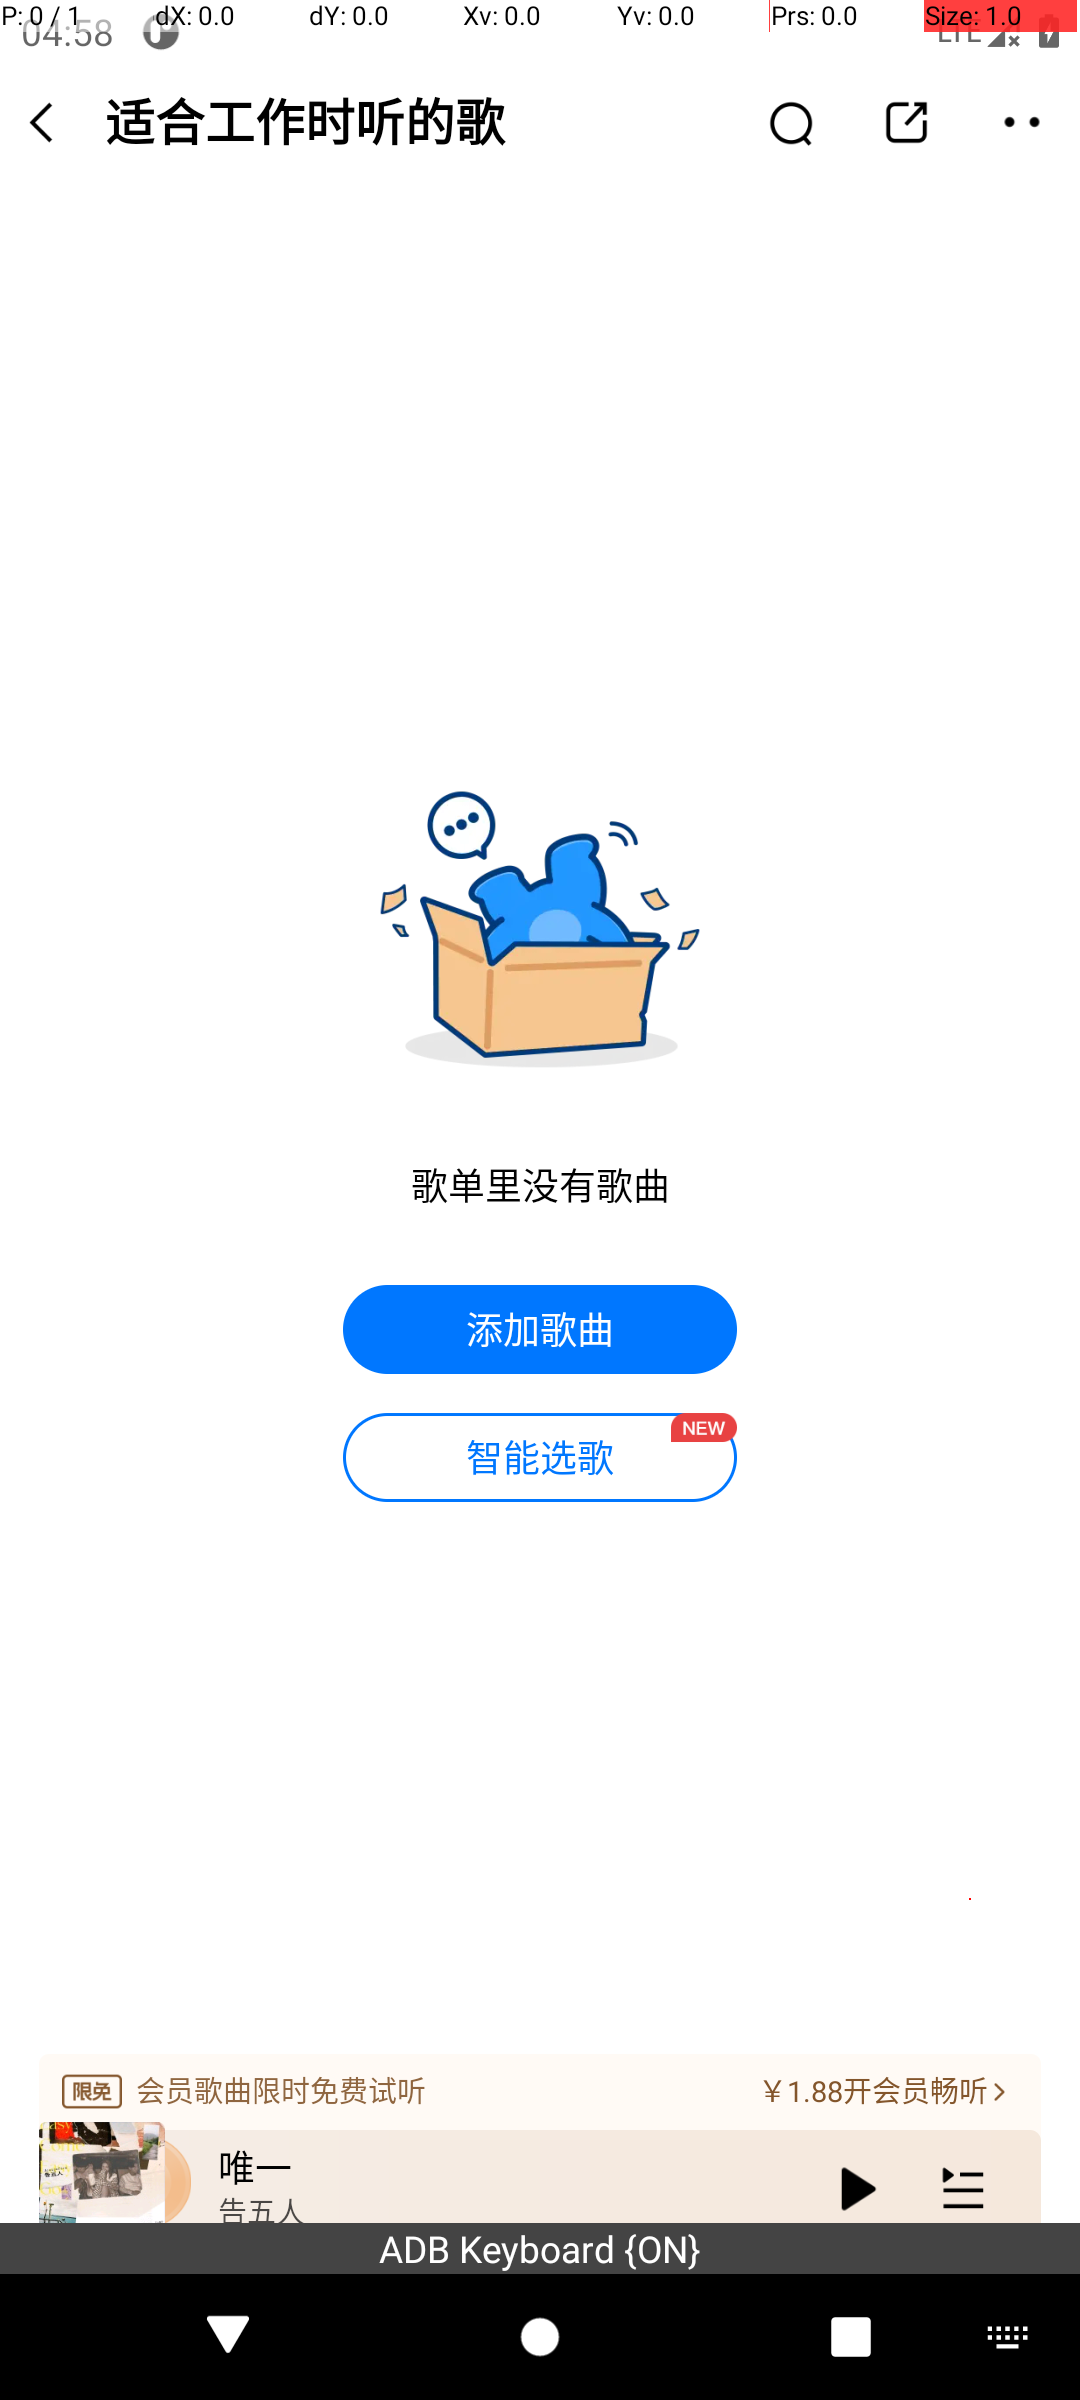 P: 0 / 1 dX: 0.0 dY: 0.0 Xv: 0.0 Yv: 0.0 Prs: 0.0 Size: 1.0
04:58 LTE
适合工作时听的歌
歌单里没有歌曲
添加歌曲
NEW
智能选歌
限免 会员歌曲限时免费试听 ￥1.88开会员畅听
唯一
告五人
ADB Keyboard {ON}